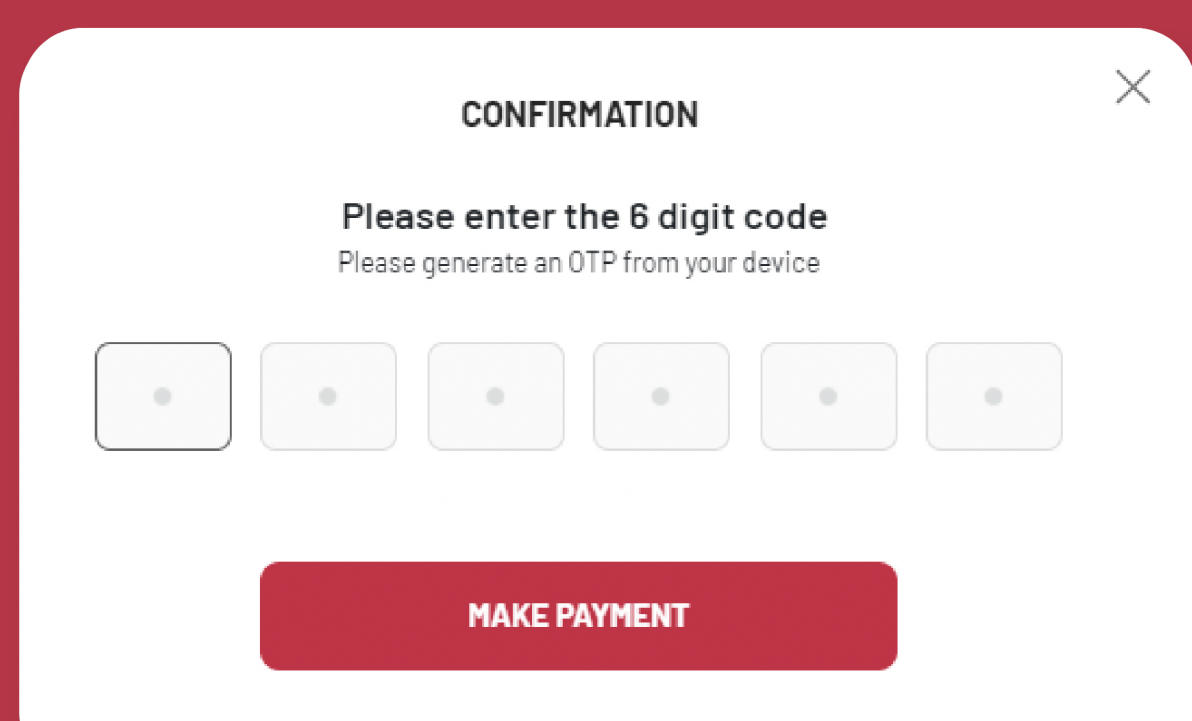 CONFIRMATION
Please enter the 6 digit code
Please generate an OTP from your device
MAKE PAYMENT